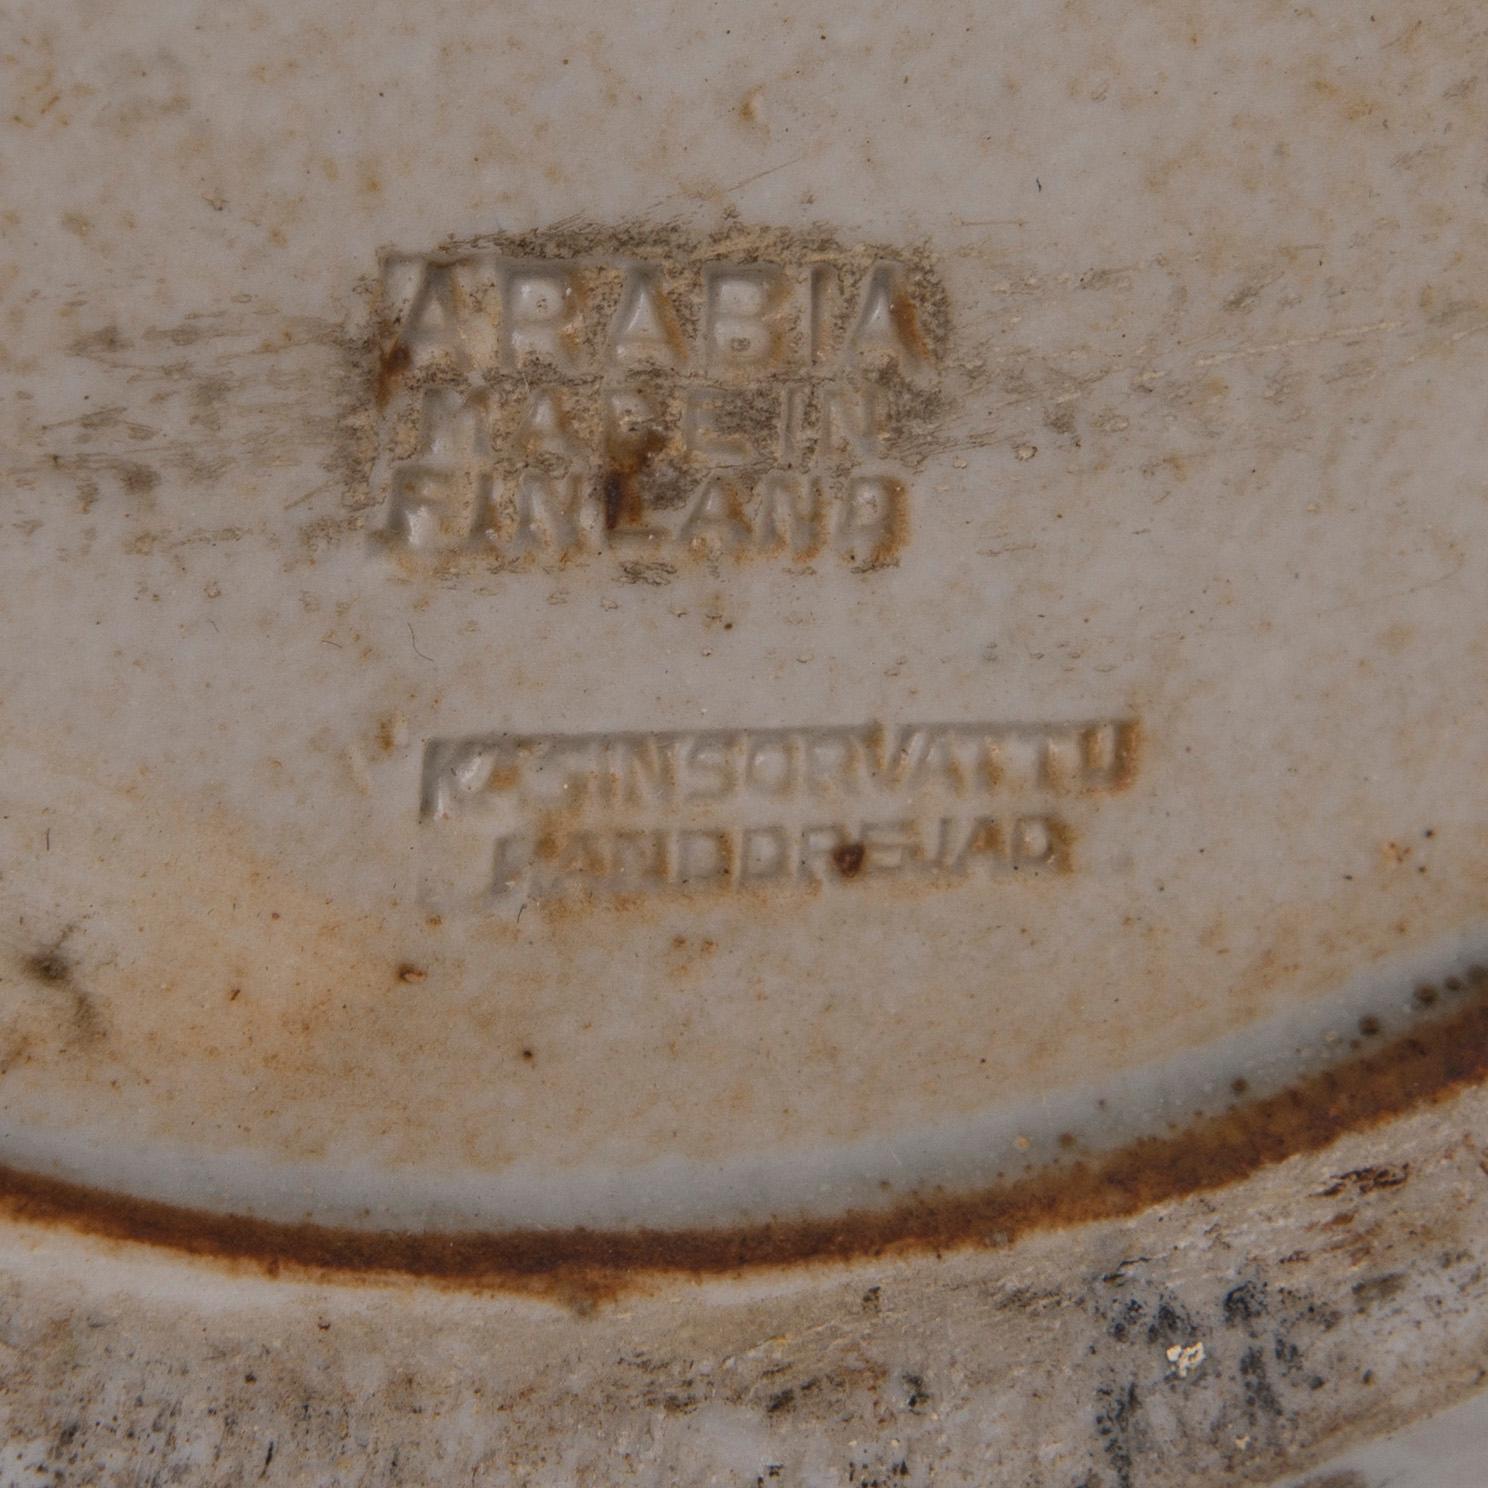 ARABIA
MADE IN
FINLAND
KÄSINSORVATTU
HANDDREJAD